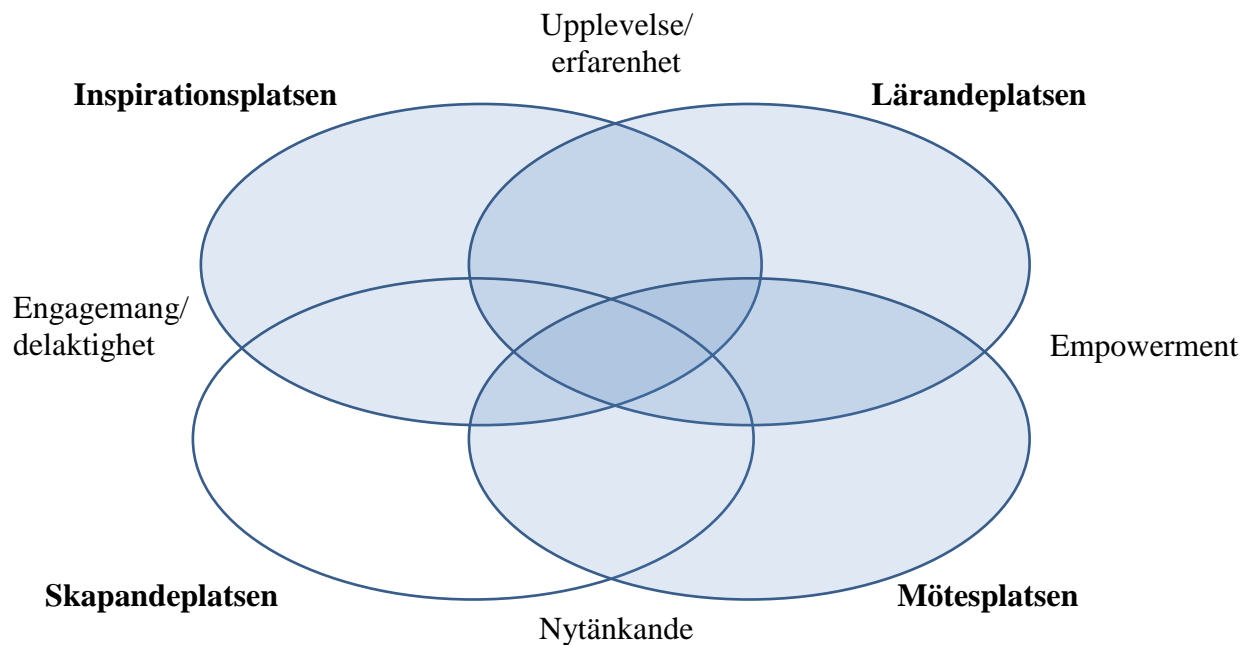 Upplevelse/
erfarenhet
Inspirationsplatsen
Lärandeplatsen
Engagemang/
delaktighet
Empowerment
Skapandeplatsen
Mötesplatsen
Nytänkande